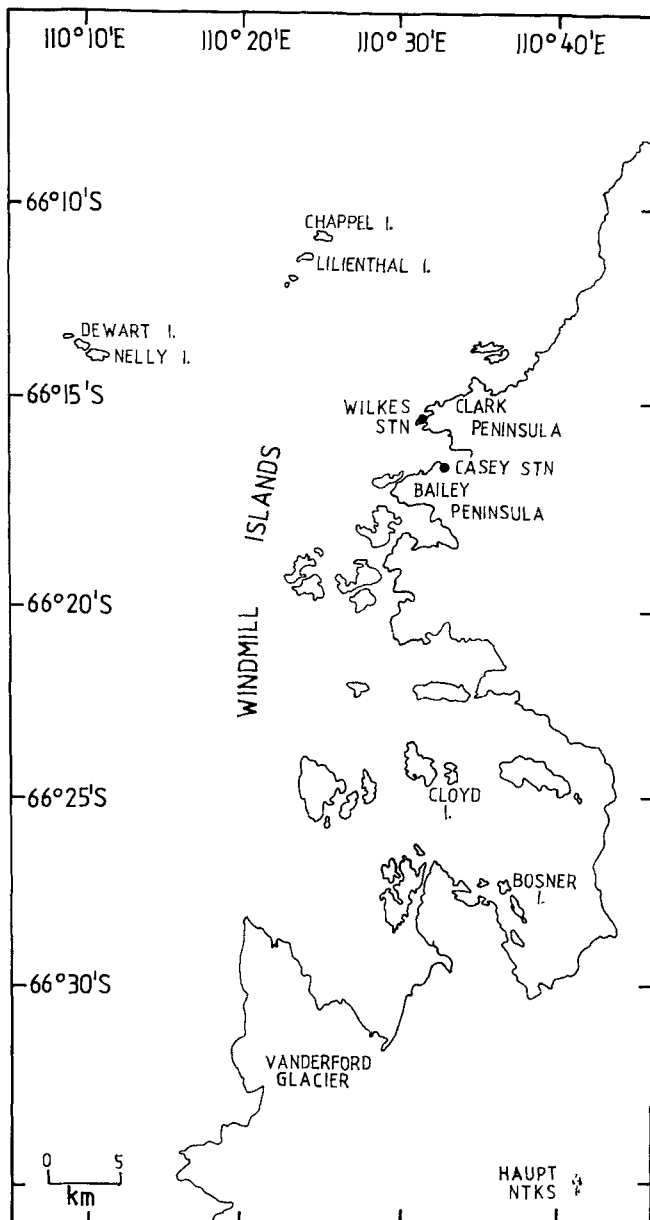 110°10'E 110°20'E 110°30'E 110°40'E
66°10'S
CHAPPEL I.
LILIENTHAL I.
DEWART I.
NELLY I.
66°15'S
WILKES
STN
CLARK
PENINSULA
CASEY STN
BAILEY
PENINSULA
WINDMILL ISLANDS
66°20'S
66°25'S
CLOYD
I.
BOSNER
I.
66°30'S
VANDERFORD
GLACIER
0 5
km
HAUPT
NTKS